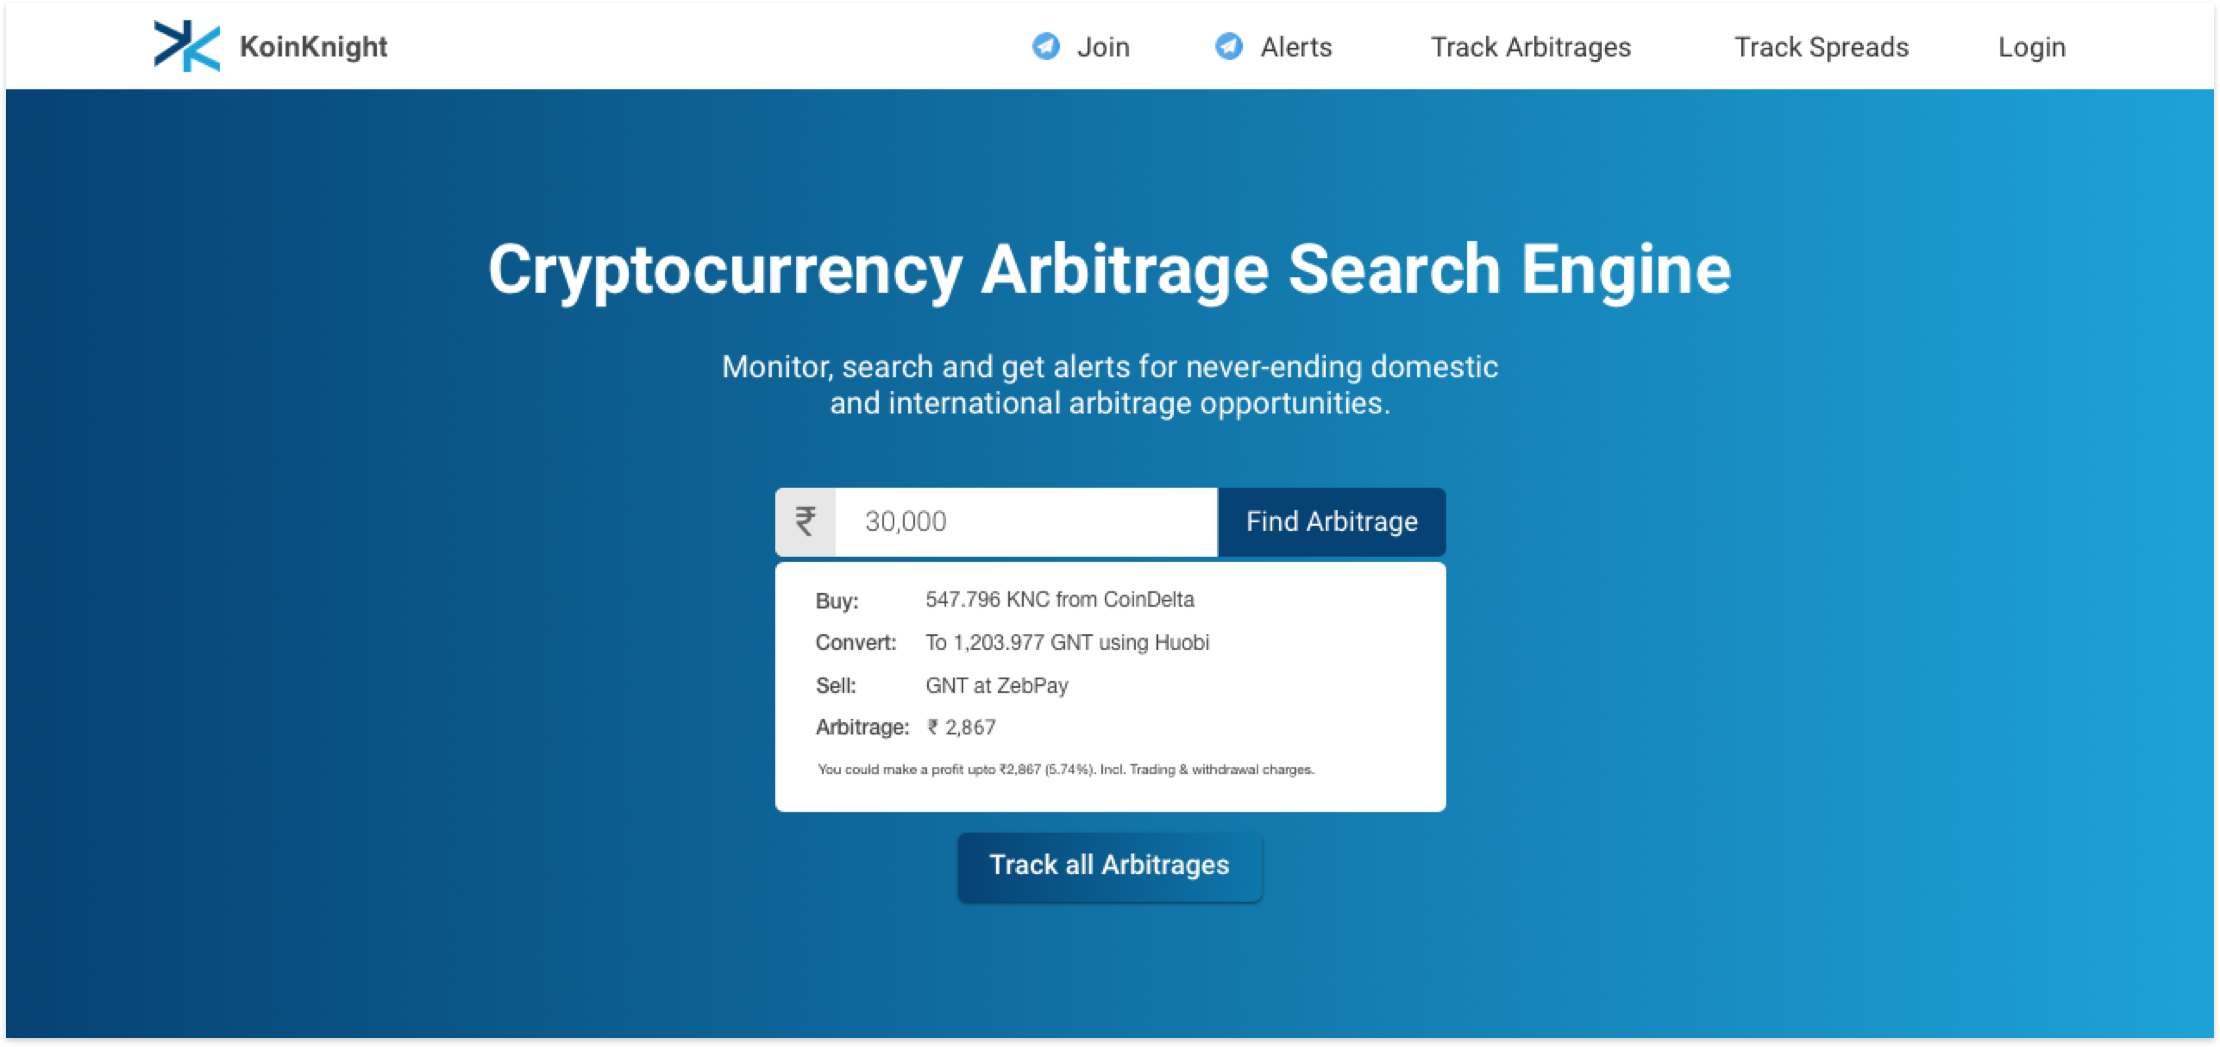 KoinKnight Join Alerts Track Arbitrages Track Spreads Login
Cryptocurrency Arbitrage Search Engine
Monitor, search and get alerts for never-ending domestic
and international arbitrage opportunities.
₹ 30,000 Find Arbitrage
Buy: 547.796 KNC from CoinDelta
Convert: To 1,203.977 GNT using Huobi
Sell: GNT at ZebPay
Arbitrage: ₹ 2,867
You could make a profit upto ₹2,867 (5.74%). Incl. Trading & withdrawal charges.
Track all Arbitrages